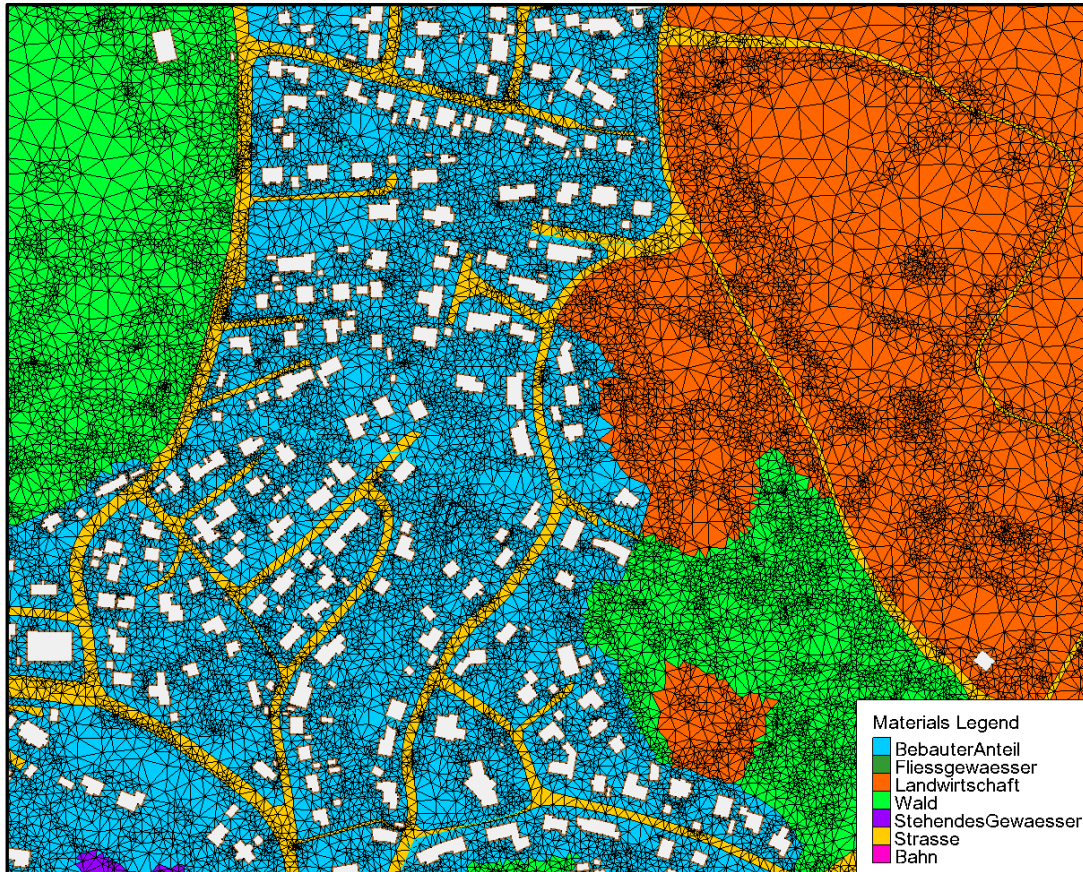 Materials Legend
BebauterAnteil
Fliessgewaesser
Landwirtschaft
Wald
StehendesGewaesser
Strasse
Bahn